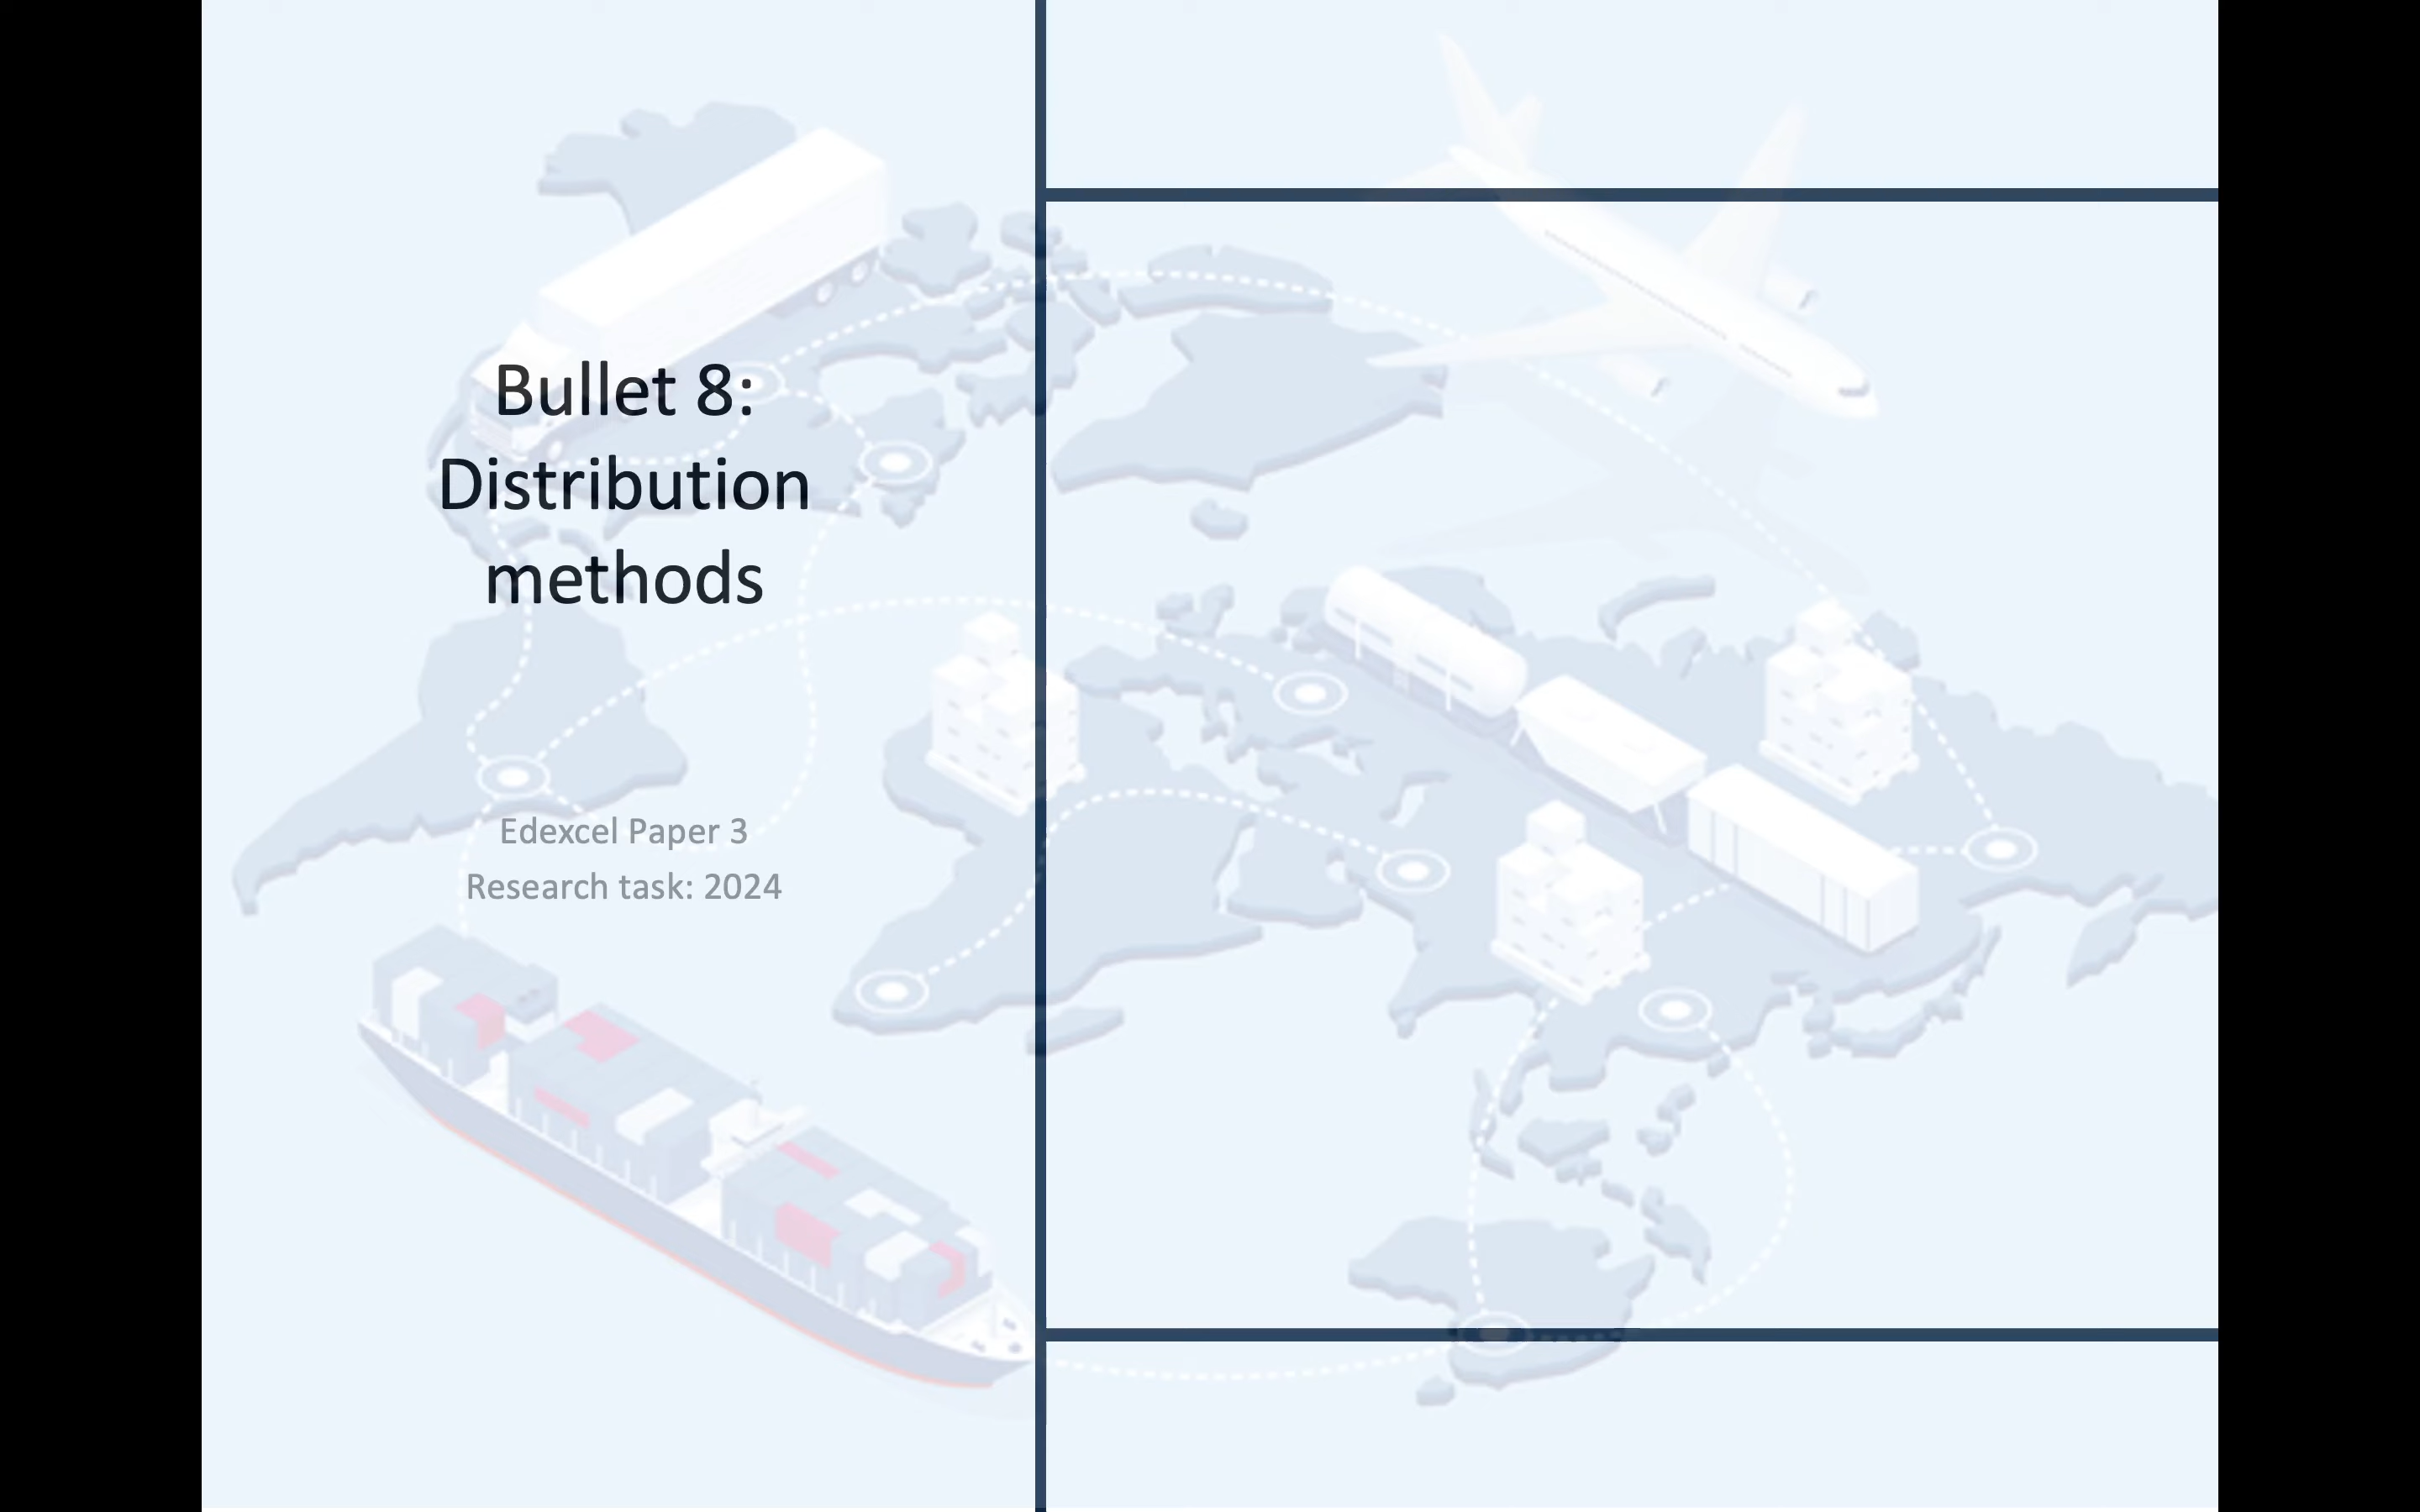 Bullet 8:
Distribution
methods
Edexcel Paper 3
Research task: 2024